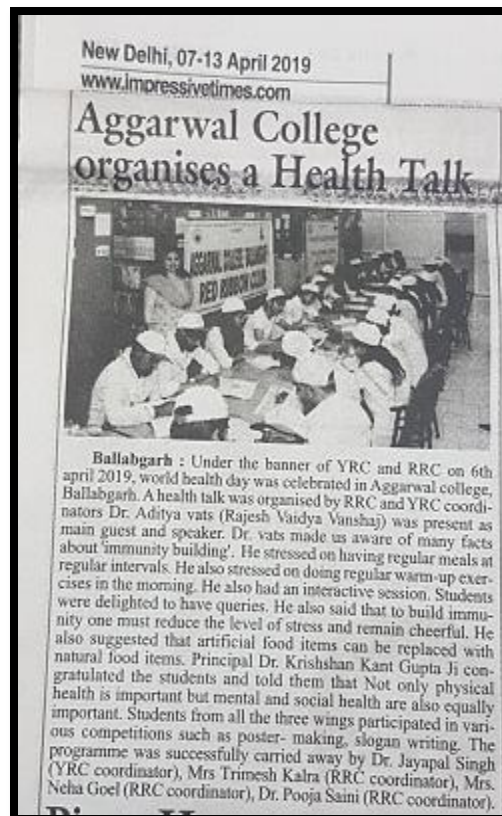 New Delhi, 07-13 April 2019
www.impressivetimes.com
Aggarwal College
organises a Health Talk
AGGARWAL COLLEGE BALLABGARH
RED RIBBON CLUB
Ballabgarh : Under the banner of YRC and RRC on 6th
april 2019, world health day was celebrated in Aggarwal college,
Ballabgarh. A health talk was organised by RRC and YRC coordi-
nators Dr. Aditya vats (Rajesh Vaidya Vanshaj) was present as
main guest and speaker. Dr. vats made us aware of many facts
about 'immunity building'. He stressed on having regular meals at
regular intervals. He also stressed on doing regular warm-up exer-
cises in the morning. He also had an interactive session. Students
were delighted to have queries. He also said that to build immu-
nity one must reduce the level of stress and remain cheerful. He
also suggested that artificial food items can be replaced with
natural food items. Principal Dr. Krishshan Kant Gupta Ji con-
gratulated the students and told them that Not only physical
health is important but mental and social health are also equally
important. Students from all the three wings participated in vari-
ous competitions such as poster- making, slogan writing. The
programme was successfully carried away by Dr. Jayapal Singh
(YRC coordinator), Mrs Trimesh Kalra (RRC coordinator), Mrs.
Neha Goel (RRC coordinator), Dr. Pooja Saini (RRC coordinator).